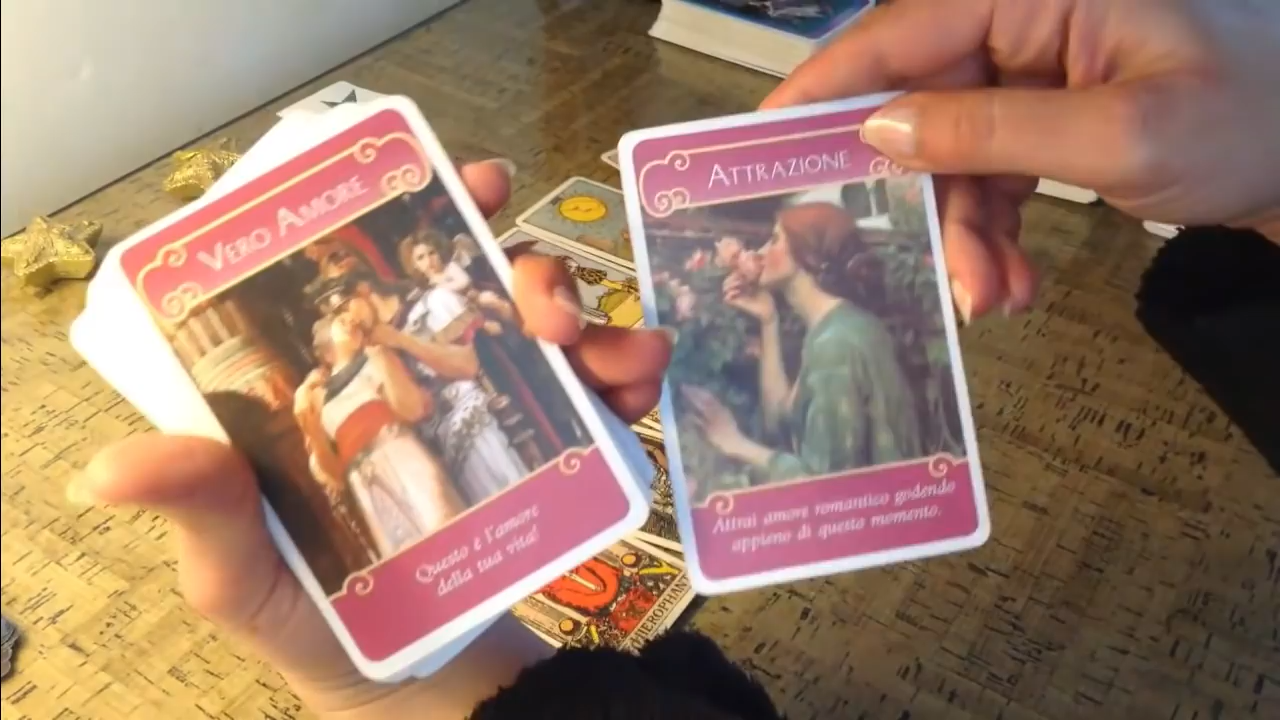 VERO AMORE
Questo è l'amore
della tua vita!
ATTRAZIONE
Attrai amore romantico godendo
appieno di questo momento.
HIEROPHANT